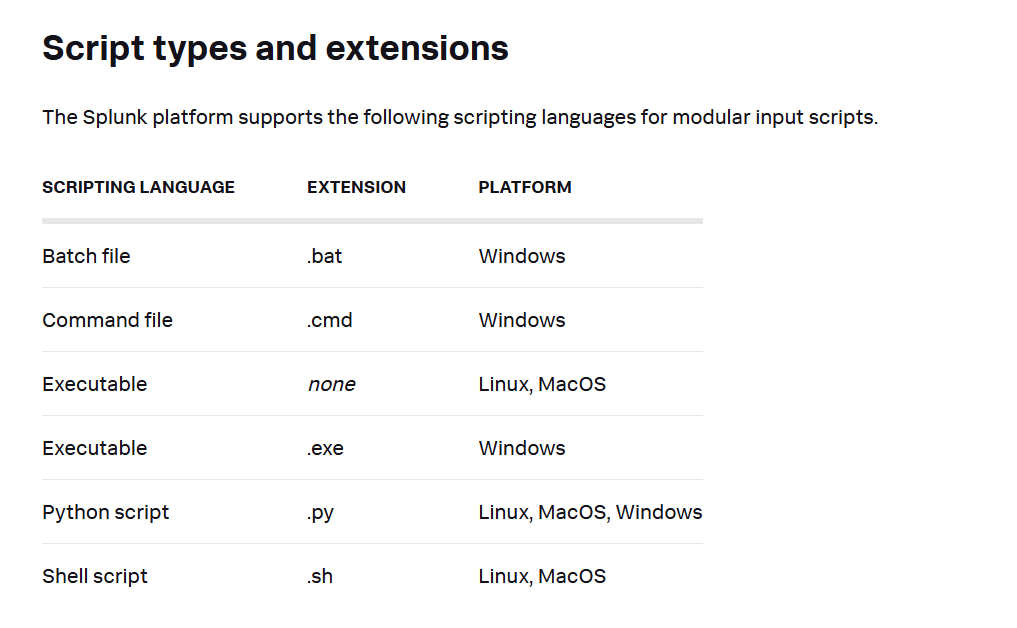 Script types and extensions
The Splunk platform supports the following scripting languages for modular input scripts.
SCRIPTING LANGUAGE EXTENSION PLATFORM
Batch file .bat Windows
Command file .cmd Windows
Executable none Linux, MacOS
Executable .exe Windows
Python script .py Linux, MacOS, Windows
Shell script .sh Linux, MacOS